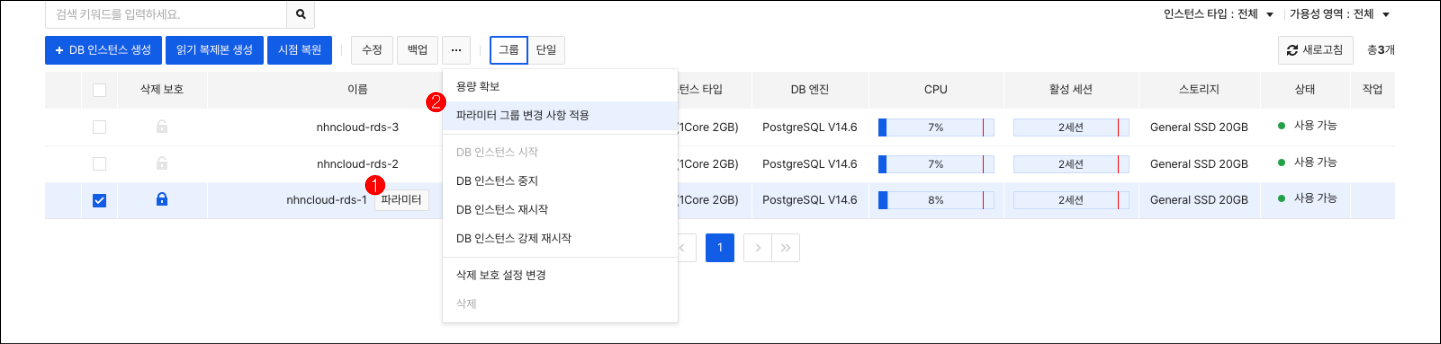 검색 키워드를 입력하세요.
인스턴스 타입 : 전체 가용성 영역 : 전체
+ DB 인스턴스 생성 읽기 복제본 생성 시점 복원 수정 백업 ... 그룹 단일 새로고침 총3개
삭제 보호 이름 턴스 타입 DB 엔진 CPU 활성 세션 스토리지 상태 작업
nhncloud-rds-3 (1Core 2GB) PostgreSQL V14.6 7% 2세션 General SSD 20GB 사용 가능
nhncloud-rds-2 (1Core 2GB) PostgreSQL V14.6 7% 2세션 General SSD 20GB 사용 가능
nhncloud-rds-1 1 파라미터 (1Core 2GB) PostgreSQL V14.6 8% 2세션 General SSD 20GB 사용 가능
용량 확보
2 파라미터 그룹 변경 사항 적용
DB 인스턴스 시작
DB 인스턴스 중지
DB 인스턴스 재시작
DB 인스턴스 강제 재시작
삭제 보호 설정 변경
삭제
< 1 > >>